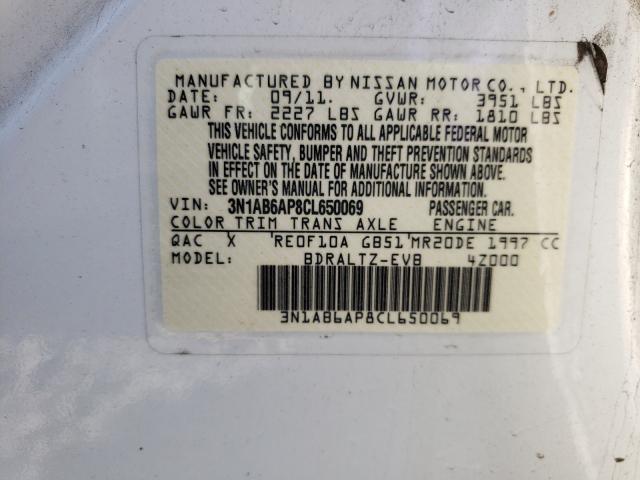 MANUFACTURED BY NISSAN MOTOR CO., LTD.
DATE: 09/11. GVWR: 3951 LBS
GAWR FR: 2227 LBS GAWR RR: 1810 LBS
THIS VEHICLE CONFORMS TO ALL APPLICABLE FEDERAL MOTOR
VEHICLE SAFETY, BUMPER AND THEFT PREVENTION STANDARDS
IN EFFECT ON THE DATE OF MANUFACTURE SHOWN ABOVE.
SEE OWNER'S MANUAL FOR ADDITIONAL INFORMATION.
VIN: 3N1AB6AP8CL650069 PASSENGER CAR.
COLOR TRIM TRANS AXLE ENGINE
QAC X RE0F10A GB51 MR20DE 1997 CC
MODEL: BDRALTZ-EVB 4Z000
3N1AB6AP8CL650069